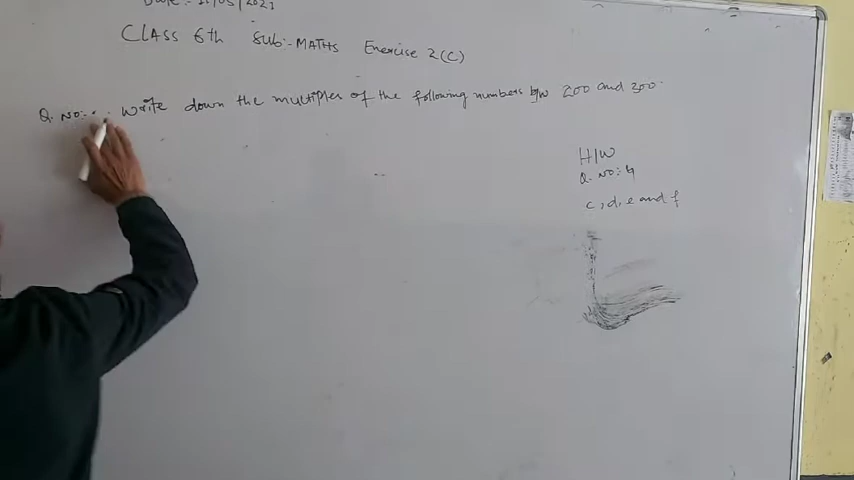 Date:- 21/05/2021
CLASS 6th Sub:- MATHS Exercise 2(C)
Q. No:- write down the multiples of the following numbers b/w 200 and 300.
H/W
Q. No:- 4
c, d, e and f